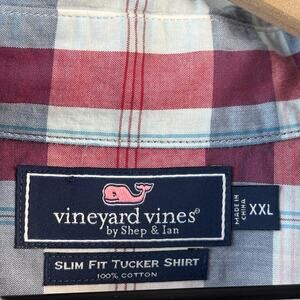 vineyard vines®
by Shep & Ian
MADE IN
CHINA
XXL
SLIM FIT TUCKER SHIRT
100% COTTON